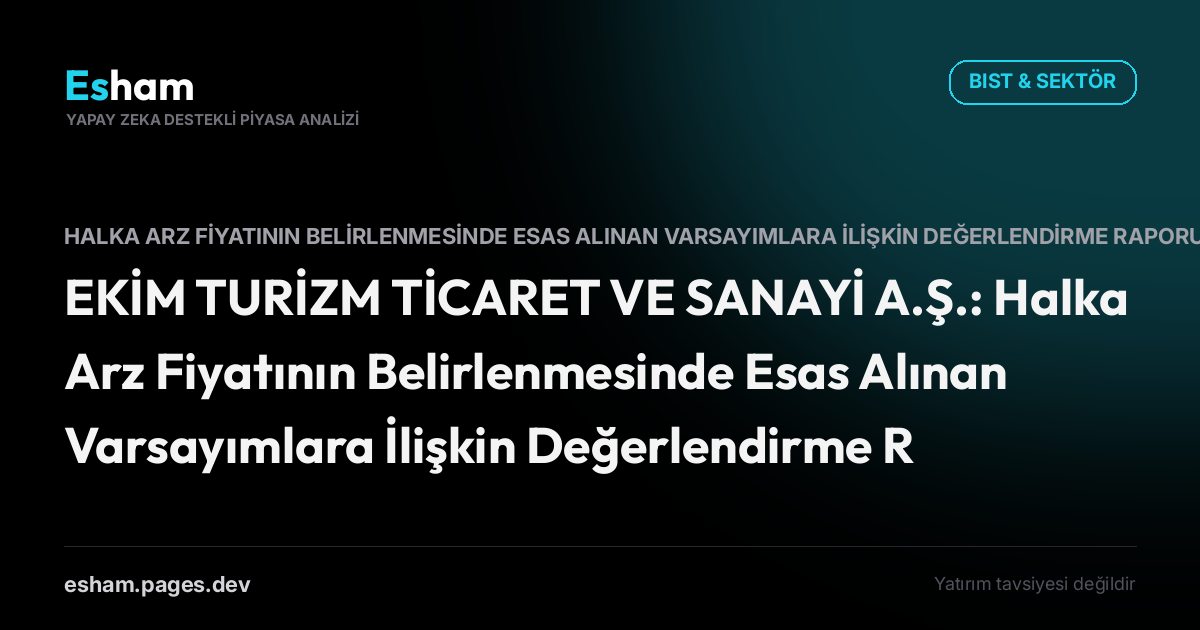 Esham
BIST & SEKTÖR
YAPAY ZEKA DESTEKLİ PİYASA ANALİZİ
HALKA ARZ FİYATININ BELİRLENMESİNDE ESAS ALINAN VARSAYIMLARA İLİŞKİN DEĞERLENDİRME RAPORU
EKİM TURİZM TİCARET VE SANAYİ A.Ş.: Halka
Arz Fiyatının Belirlenmesinde Esas Alınan
Varsayımlara İlişkin Değerlendirme R
esham.pages.dev
Yatırım tavsiyesi değildir